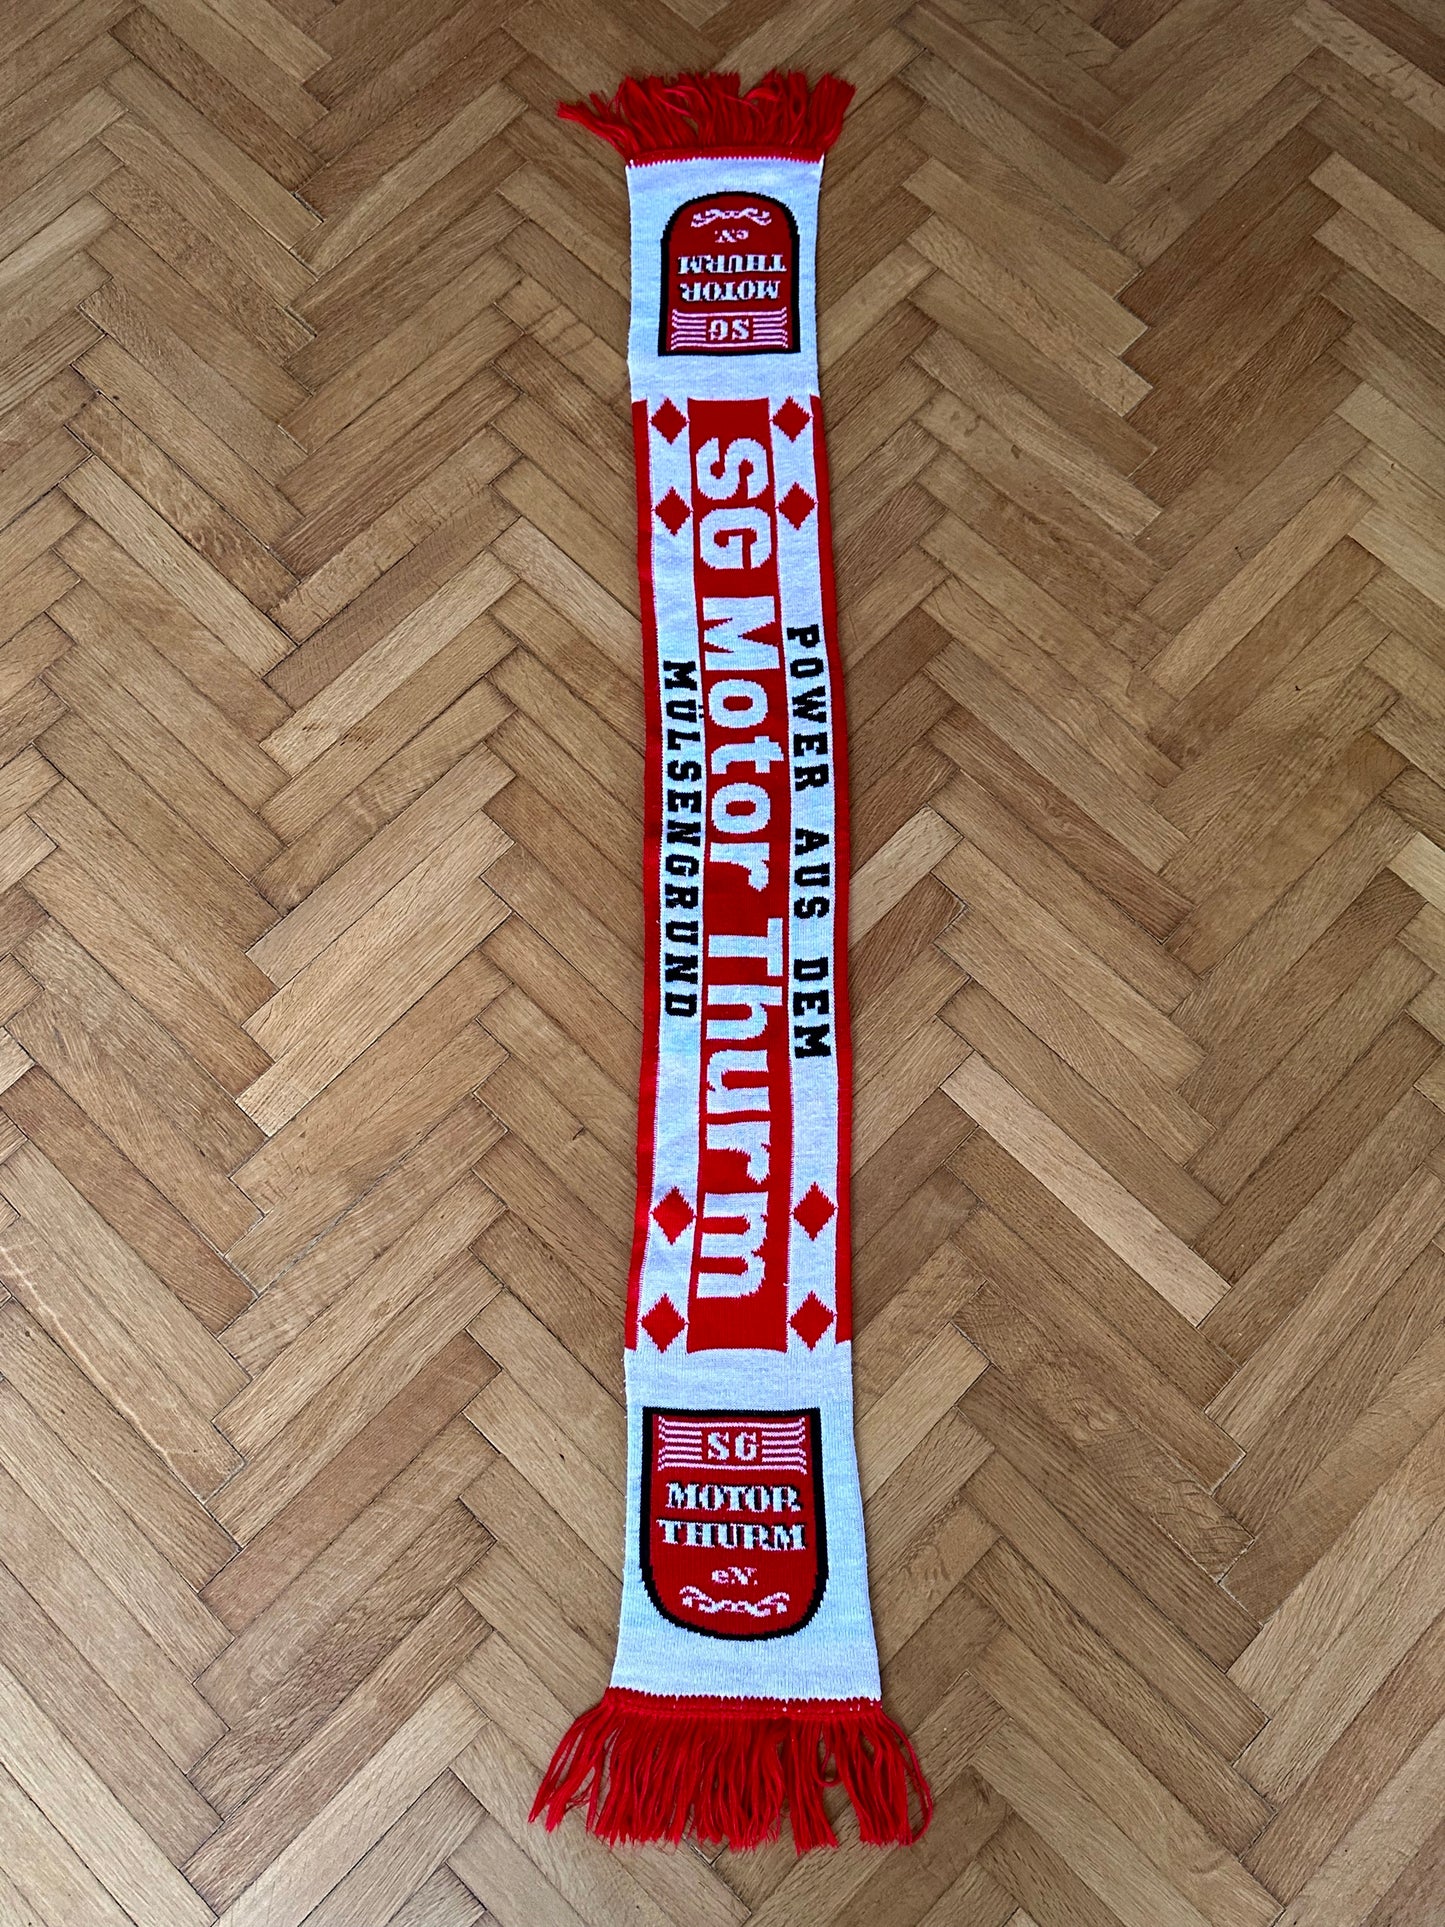 SG
MOTOR
THURM
e.V.
POWER AUS DEM
SG Motor Thurm
MÜLSENGRUND
SG
MOTOR
THURM
e.V.